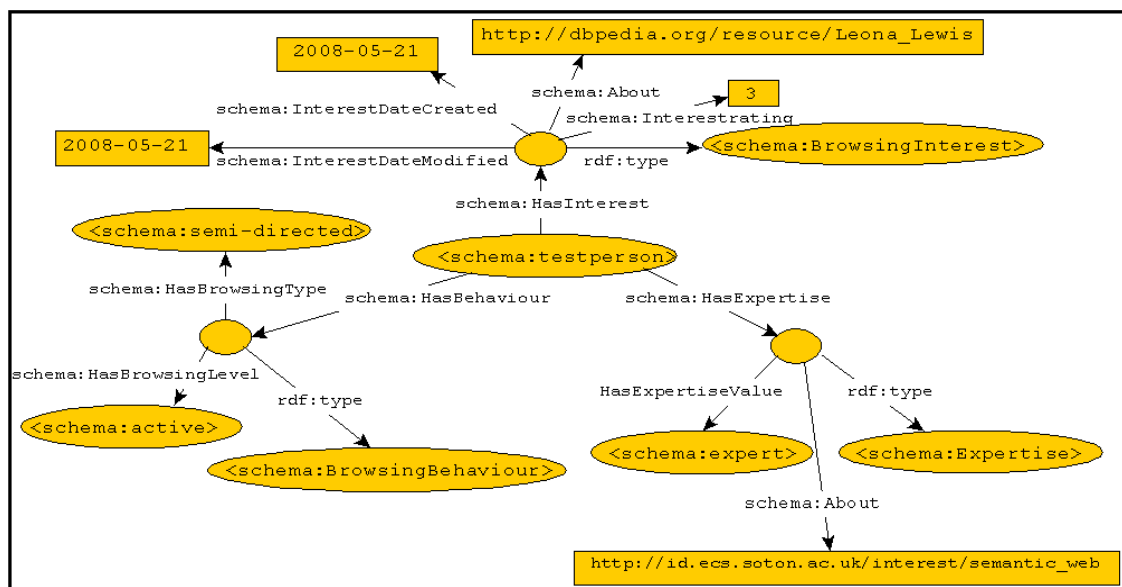 http://dbpedia.org/resource/Leona_Lewis
2008-05-21
schema:About
3
schema:InterestDateCreated
schema:Interestrating
2008-05-21
schema:InterestDateModified
rdf:type
<schema:BrowsingInterest>
schema:HasInterest
<schema:semi-directed>
<schema:testperson>
schema:HasBrowsingType
schema:HasBehaviour
schema:HasExpertise
schema:HasBrowsingLevel
rdf:type
HasExpertiseValue
rdf:type
<schema:active>
<schema:BrowsingBehaviour>
<schema:expert>
<schema:Expertise>
schema:About
http://id.ecs.soton.ac.uk/interest/semantic_web